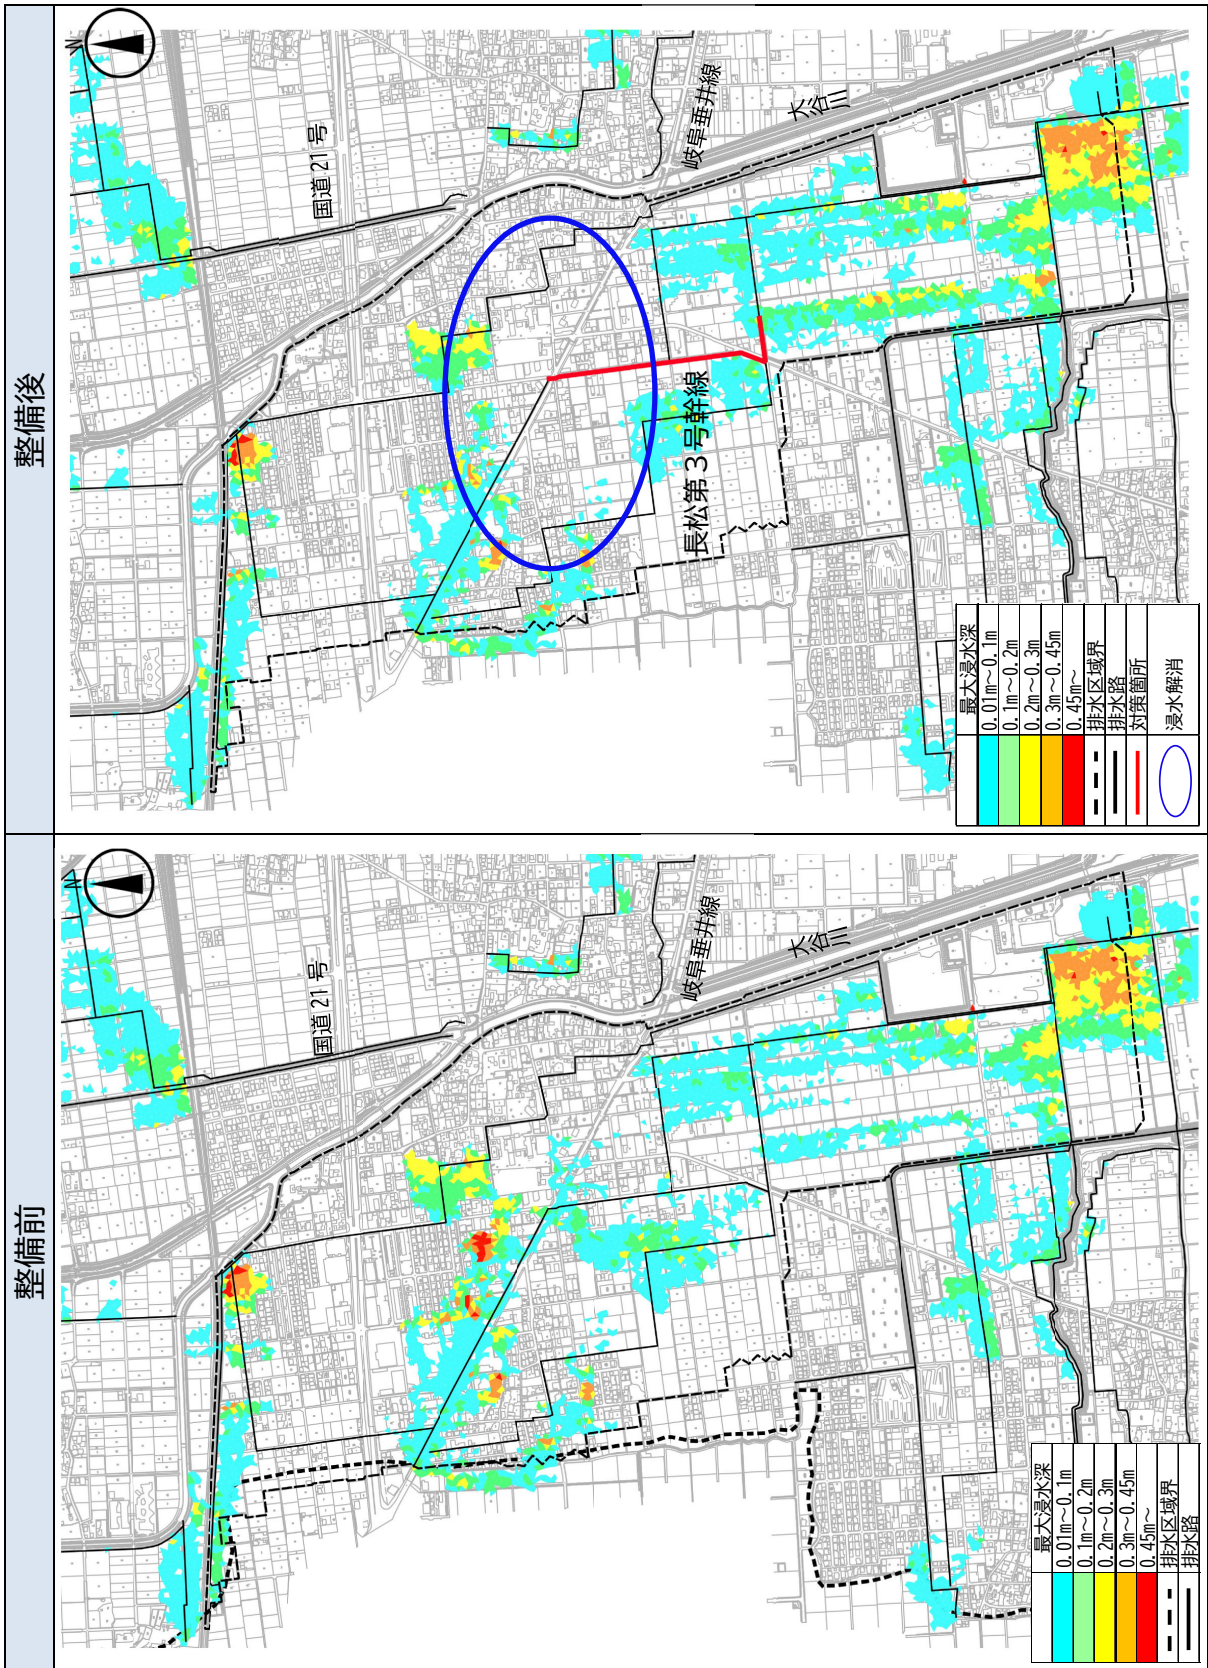 整備前
N
国道21号
岐阜垂井線
大谷川
最大浸水深
0.01m~0.1m
0.1m~0.2m
0.2m~0.3m
0.3m~0.45m
0.45m~
排水区域界
排水路
整備後
N
国道21号
岐阜垂井線
大谷川
長松第3号幹線
最大浸水深
0.01m~0.1m
0.1m~0.2m
0.2m~0.3m
0.3m~0.45m
0.45m~
排水区域界
排水路
対策箇所
浸水解消